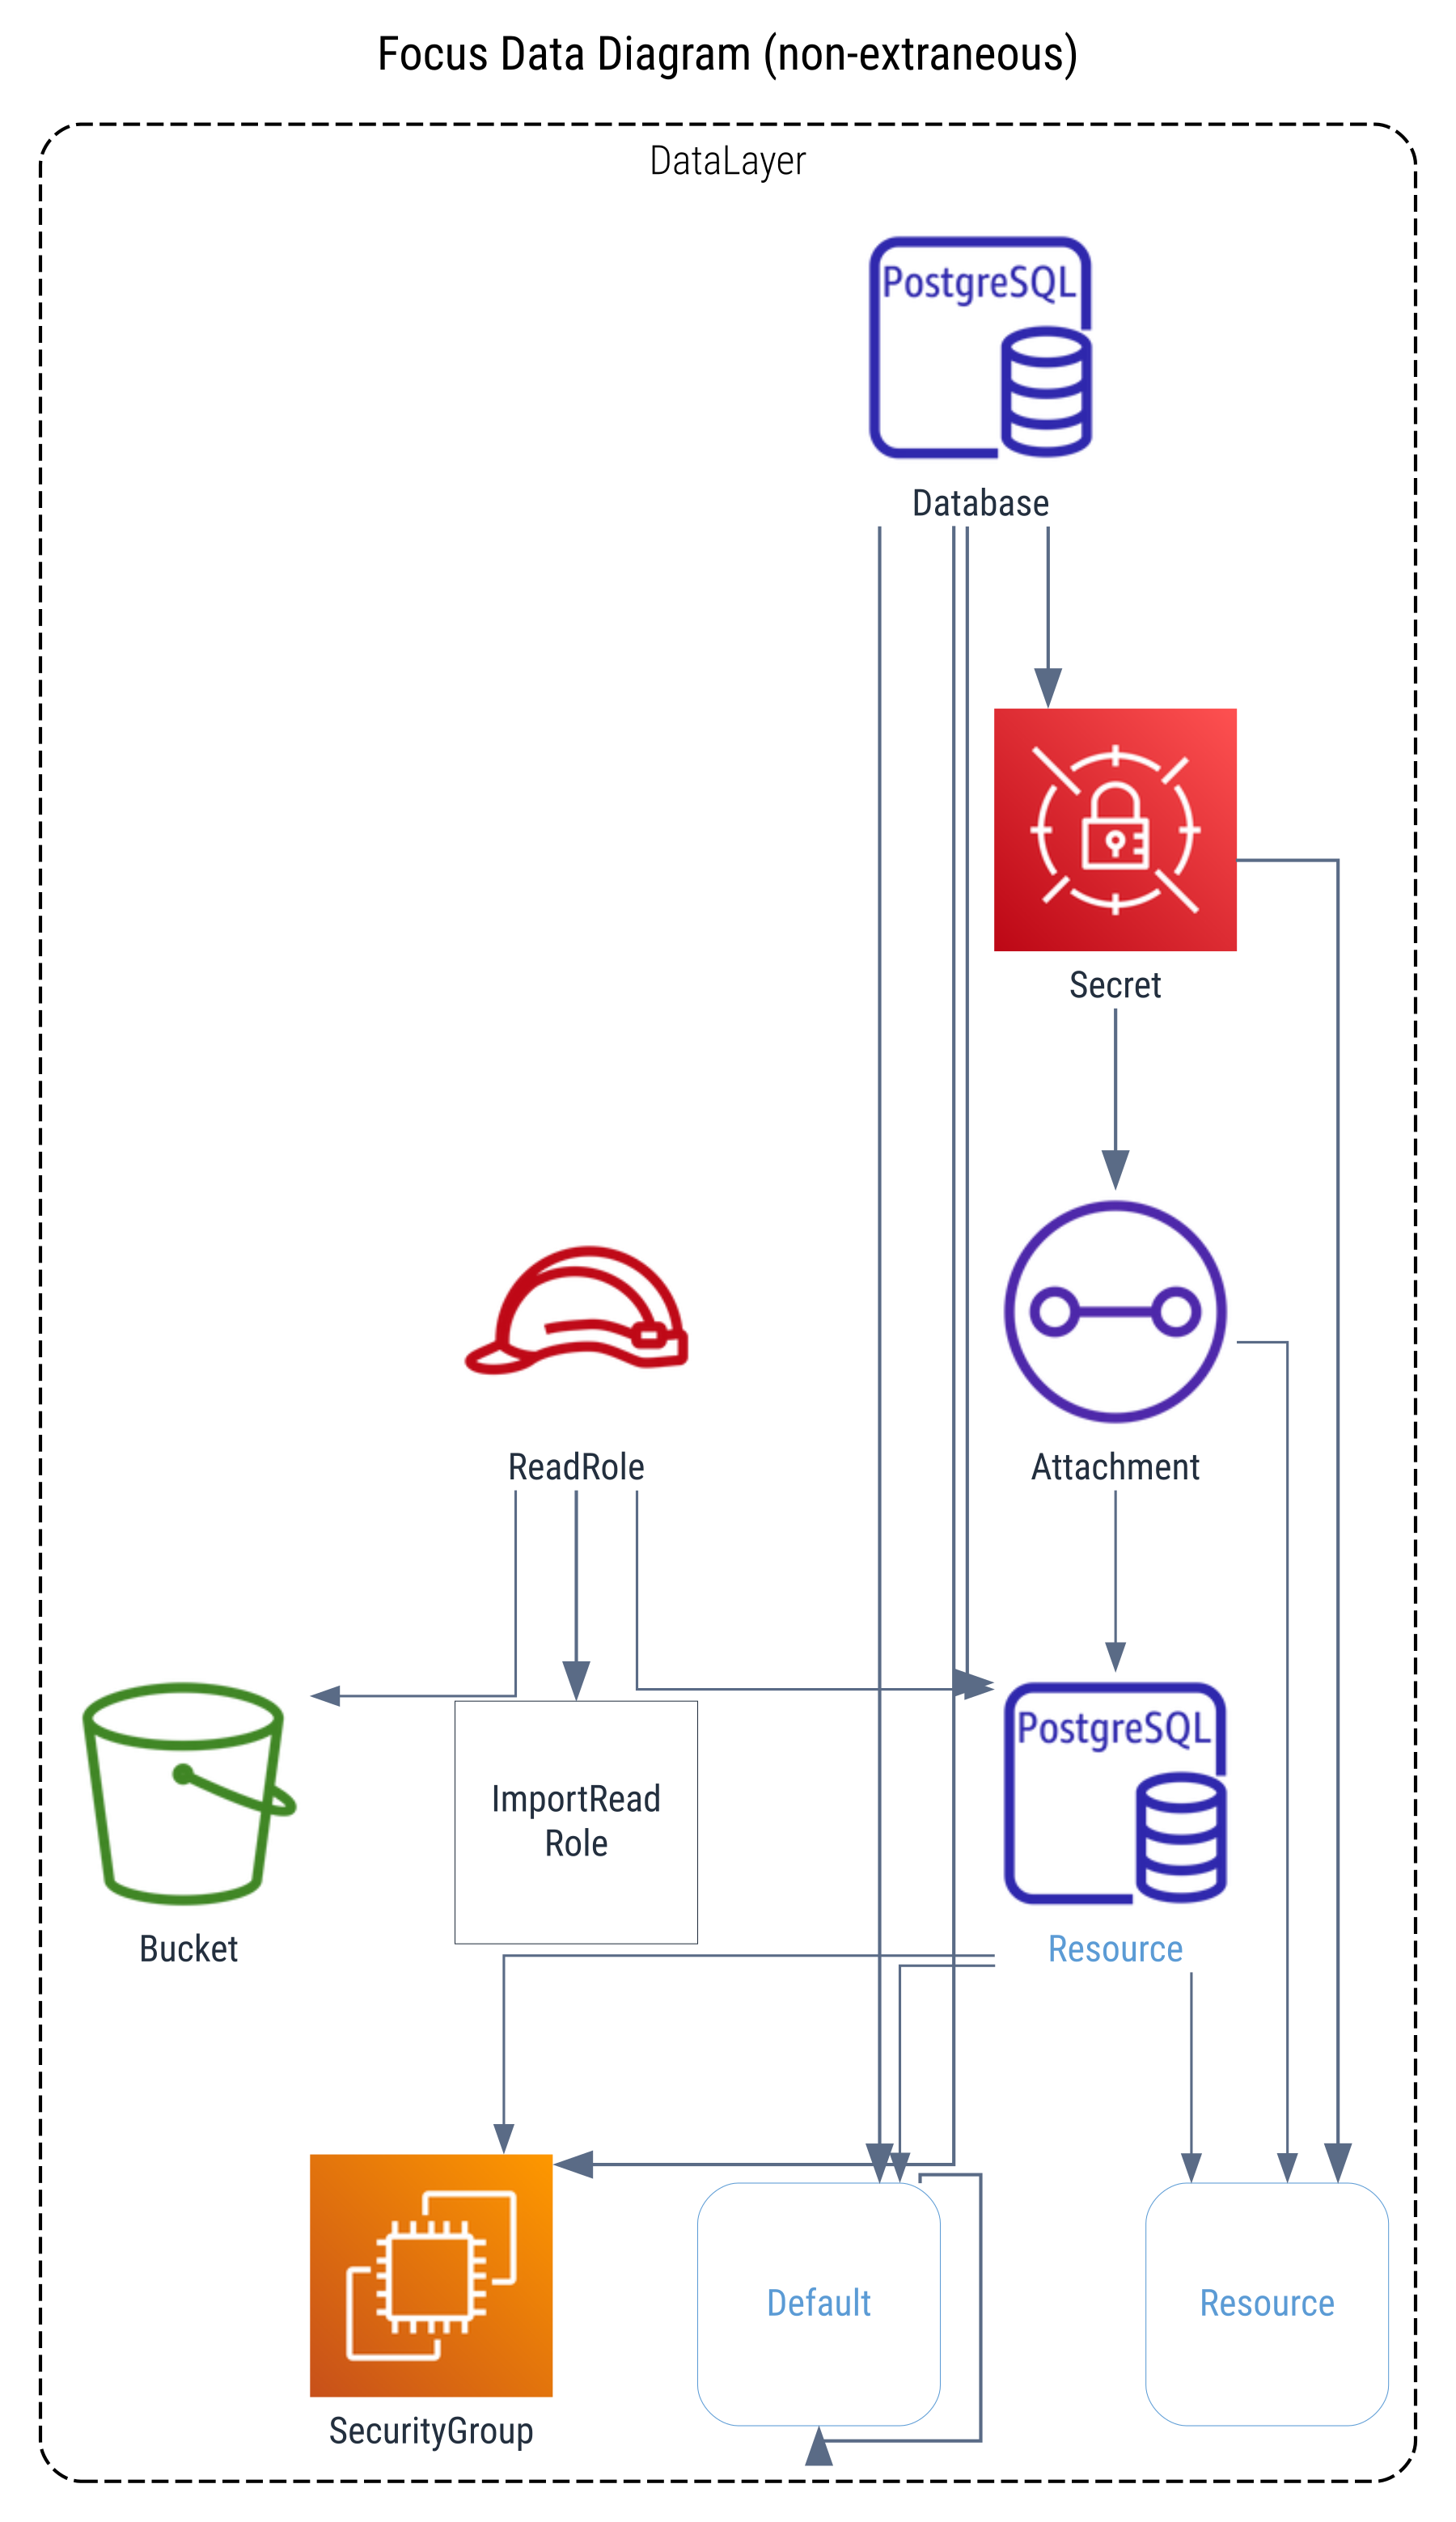 Focus Data Diagram (non-extraneous)
DataLayer
PostgreSQL
Database
Secret
ReadRole
Attachment
PostgreSQL
ImportRead
Role
Bucket
Resource
Default
Resource
SecurityGroup